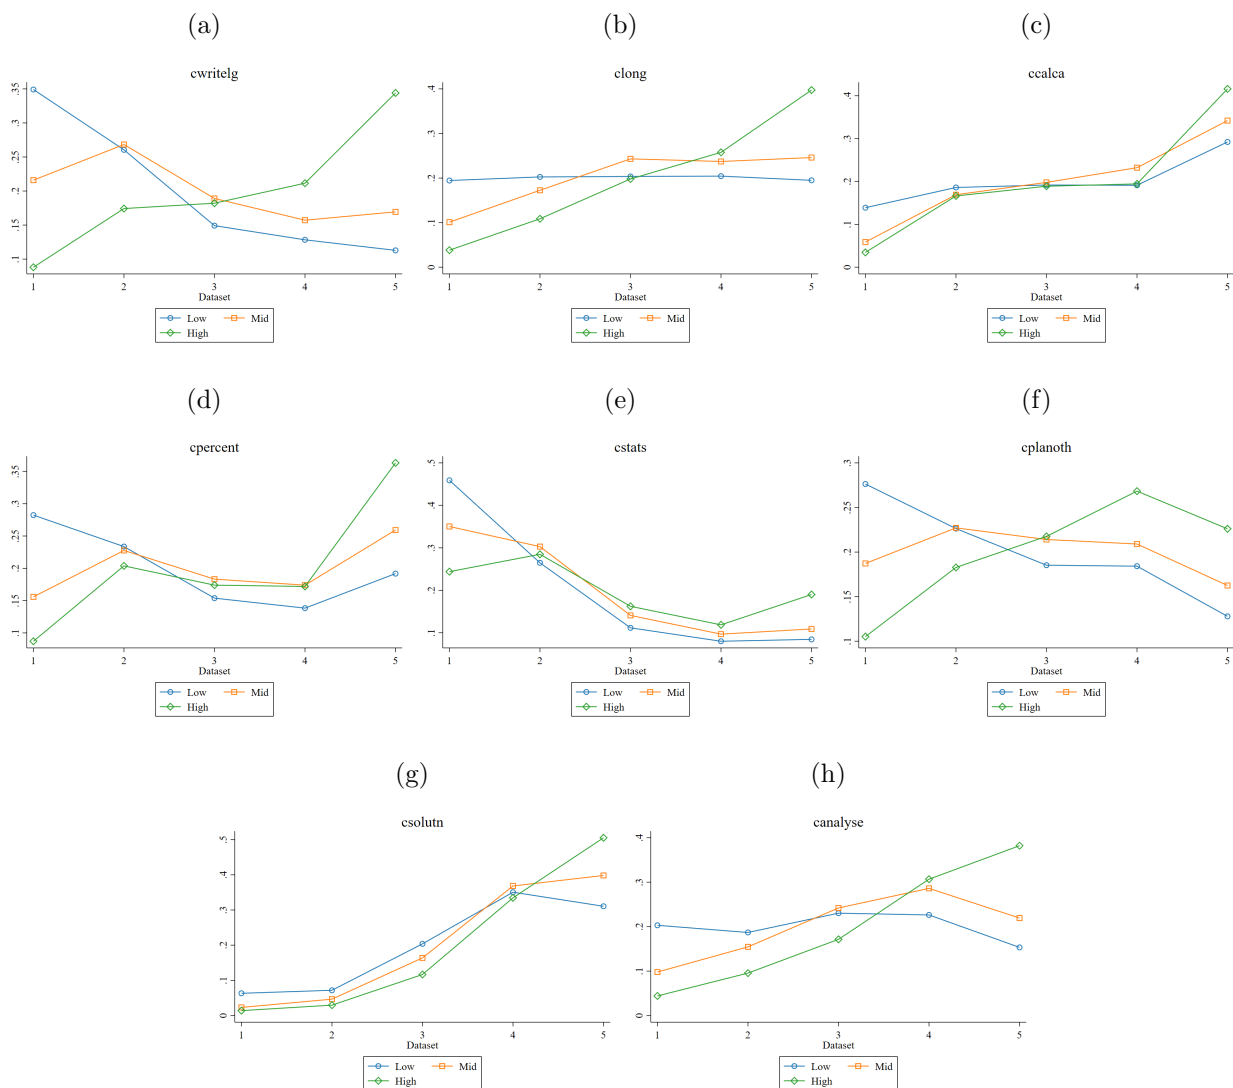 (a)
cwritelg
.35
.3
.25
.2
.15
.1
1 2 3 4 5
Dataset
Low Mid
High
(b)
clong
.4
.3
.2
.1
0
1 2 3 4 5
Dataset
Low Mid
High
(c)
ccalca
.4
.3
.2
.1
0
1 2 3 4 5
Dataset
Low Mid
High
(d)
cpercent
.35
.3
.25
.2
.15
.1
1 2 3 4 5
Dataset
Low Mid
High
(e)
cstats
.5
.4
.3
.2
.1
1 2 3 4 5
Dataset
Low Mid
High
(f)
cplanoth
.3
.25
.2
.15
.1
1 2 3 4 5
Dataset
Low Mid
High
(g)
csolutn
.5
.4
.3
.2
.1
0
1 2 3 4 5
Dataset
Low Mid
High
(h)
canalyse
.4
.3
.2
.1
0
1 2 3 4 5
Dataset
Low Mid
High